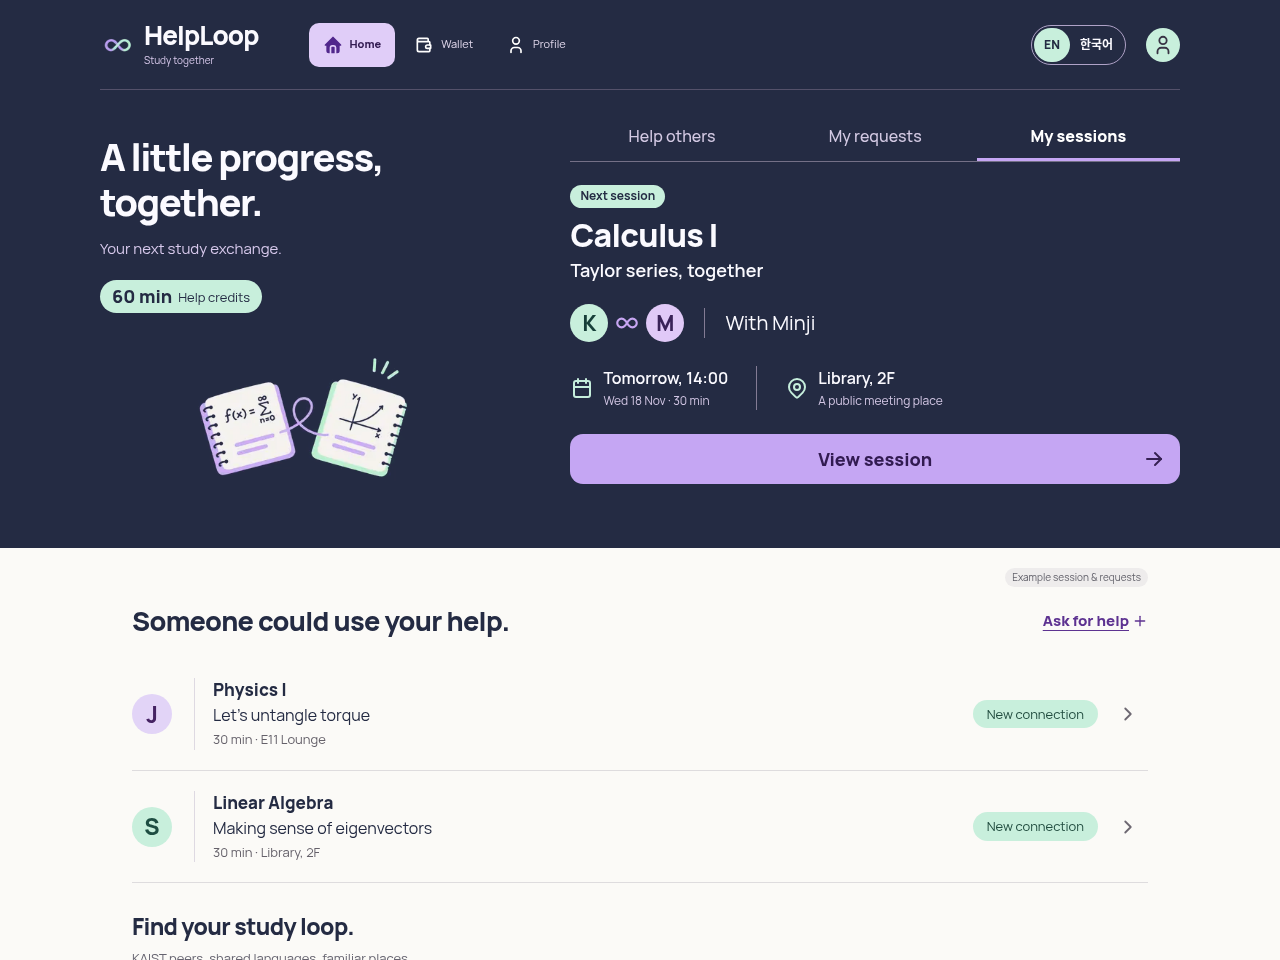 HelpLoop
Study together
Home
Wallet
Profile
EN
한국어
A little progress,
together.
Your next study exchange.
60 min Help credits
f(x) = ∞ Σ n=0
y
x
Help others
My requests
My sessions
Next session
Calculus I
Taylor series, together
K
M
With Minji
Tomorrow, 14:00
Wed 18 Nov · 30 min
Library, 2F
A public meeting place
View session
Example session & requests
Someone could use your help.
Ask for help +
J
Physics I
Let’s untangle torque
30 min · E11 Lounge
New connection
S
Linear Algebra
Making sense of eigenvectors
30 min · Library, 2F
New connection
Find your study loop.
KAIST peers, shared languages, familiar places